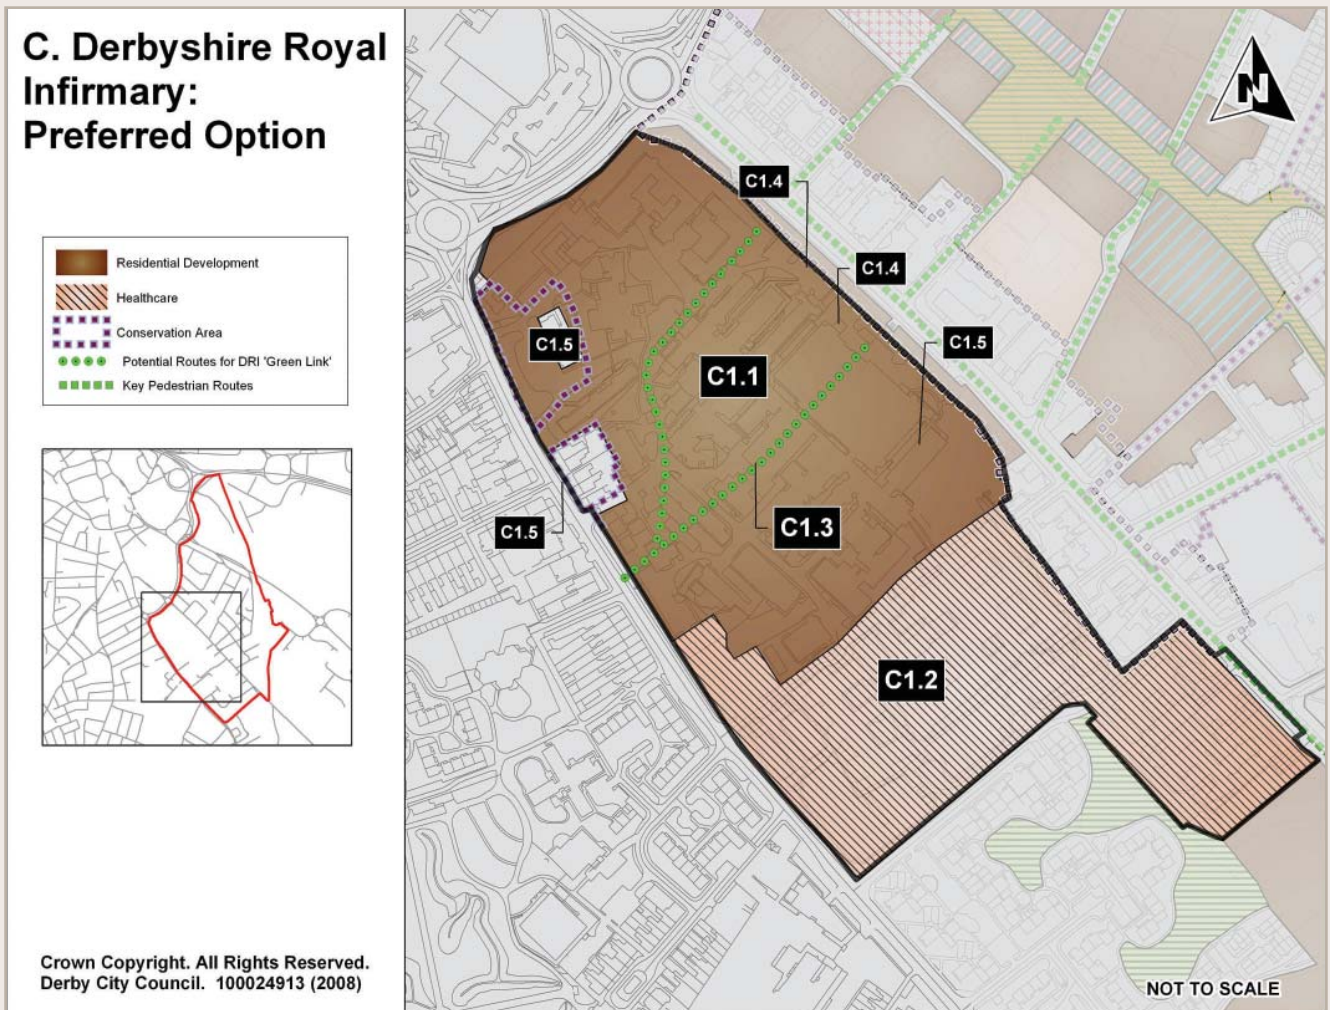 C. Derbyshire Royal
Infirmary:
Preferred Option
Residential Development
Healthcare
Conservation Area
Potential Routes for DRI 'Green Link'
Key Pedestrian Routes
Crown Copyright. All Rights Reserved.
Derby City Council. 100024913 (2008)
N
C1.4
C1.4
C1.5
C1.5
C1.1
C1.5
C1.3
C1.2
NOT TO SCALE